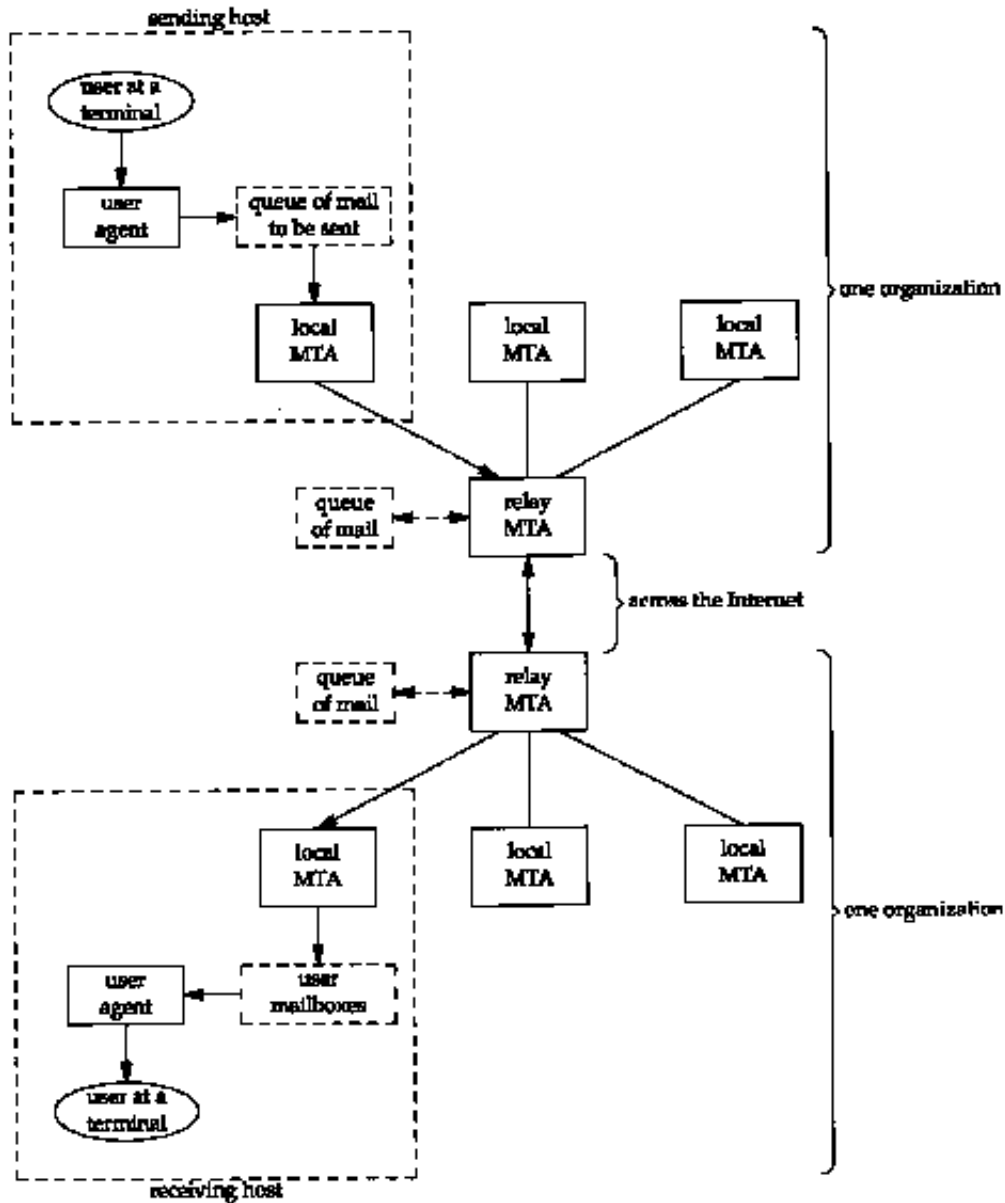 sending host
user at a
terminal
user
agent
queue of mail
to be sent
local
MTA
local
MTA
local
MTA
one organization
queue
of mail
relay
MTA
across the Internet
queue
of mail
relay
MTA
local
MTA
local
MTA
local
MTA
one organization
user
agent
user
mailboxes
user at a
terminal
receiving host